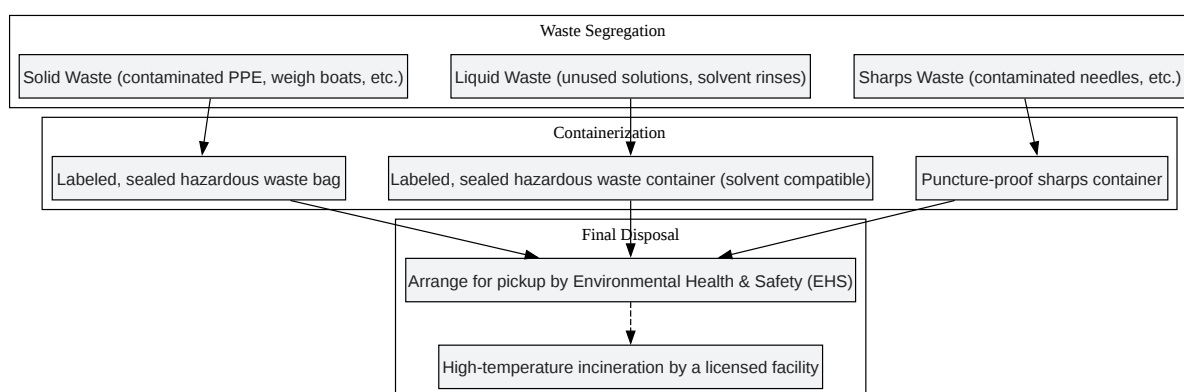 Waste Segregation
Solid Waste (contaminated PPE, weigh boats, etc.)
Liquid Waste (unused solutions, solvent rinses)
Sharps Waste (contaminated needles, etc.)
Containerization
Labeled, sealed hazardous waste bag
Labeled, sealed hazardous waste container (solvent compatible)
Puncture-proof sharps container
Final Disposal
Arrange for pickup by Environmental Health & Safety (EHS)
High-temperature incineration by a licensed facility